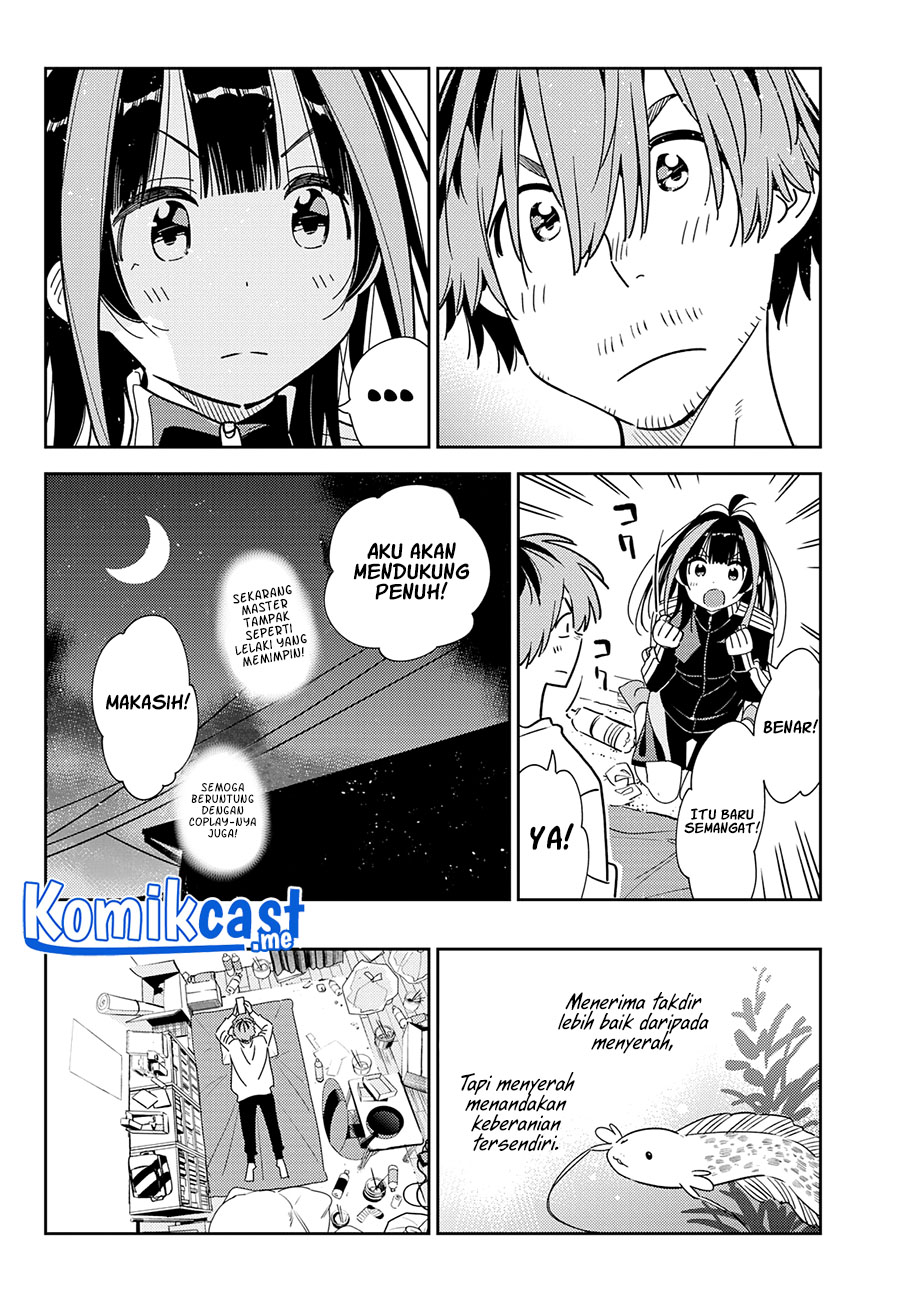 •••
コク
コク
BENAR!
ITU BARU
SEMANGAT!
YA!
AKU AKAN
MENDUKUNG
PENUH!
SEKARANG
MASTER
TAMPAK
SEPERTI
LELAKI YANG
MEMIMPIN!
MAKASIH!
SEMOGA
BERUNTUNG
DENGAN
COPLAY-NYA
JUGA!
Komikcast
.me
Menerima takdir
lebih baik daripada
menyerah,
Tapi menyerah
menandakan
keberanian
tersendiri.